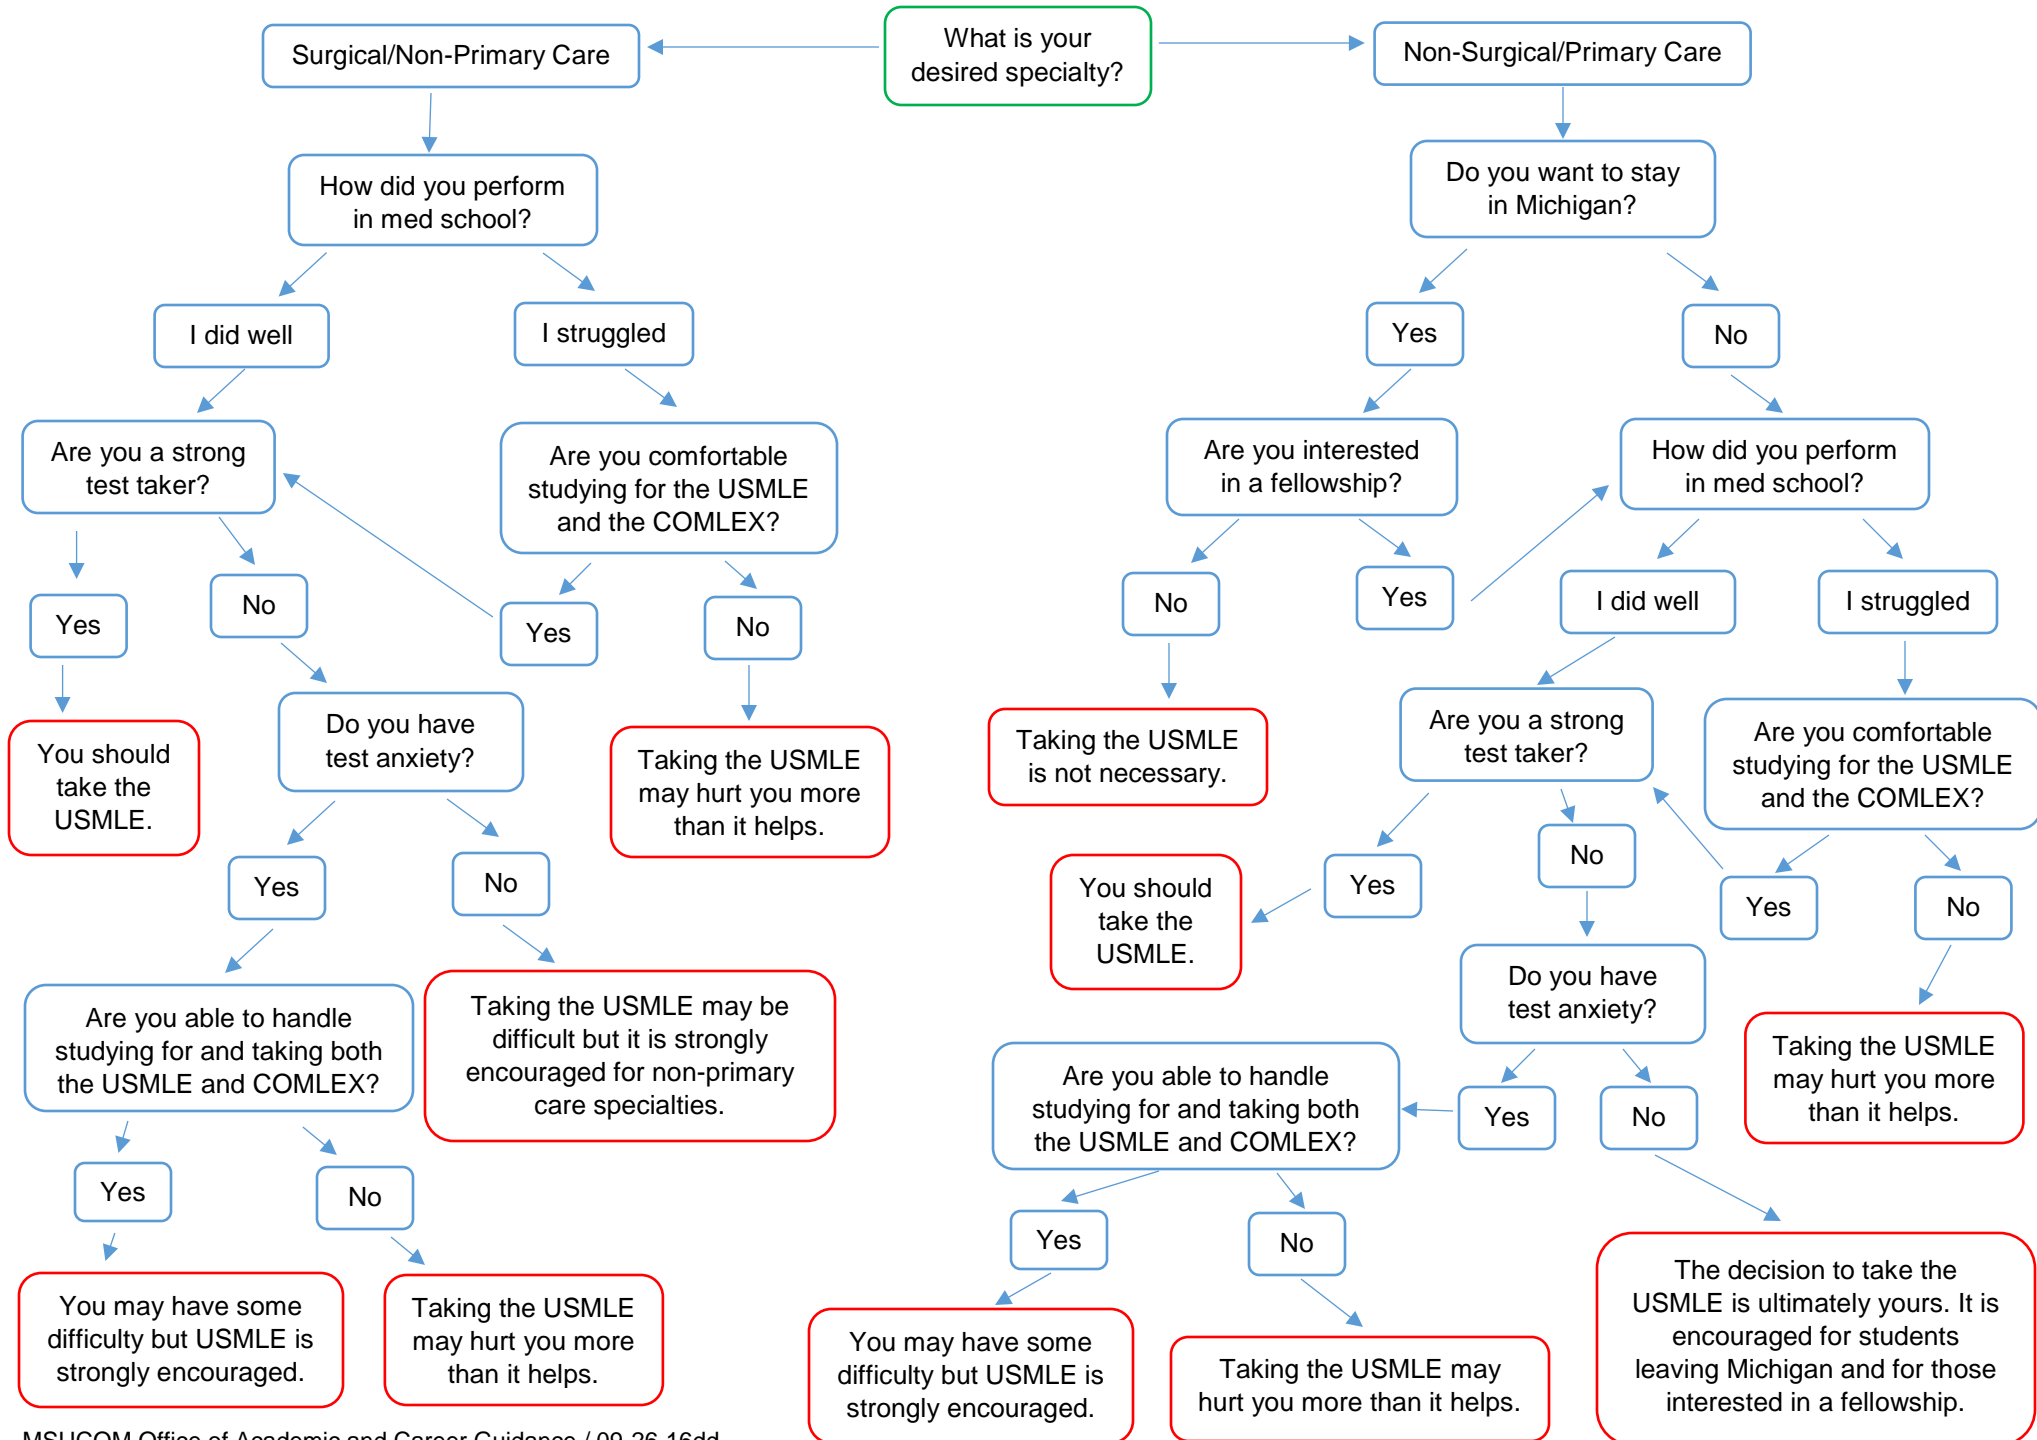 What is your
desired specialty?
Surgical/Non-Primary Care
Non-Surgical/Primary Care
How did you perform
in med school?
I did well
I struggled
Are you a strong
test taker?
Are you comfortable
studying for the USMLE
and the COMLEX?
Yes
No
Yes
No
You should
take the
USMLE.
Do you have
test anxiety?
Taking the USMLE
may hurt you more
than it helps.
Yes
No
Are you able to handle
studying for and taking both
the USMLE and COMLEX?
Taking the USMLE may be
difficult but it is strongly
encouraged for non-primary
care specialties.
Yes
No
You may have some
difficulty but USMLE is
strongly encouraged.
Taking the USMLE
may hurt you more
than it helps.
Do you want to stay
in Michigan?
Yes
No
Are you interested
in a fellowship?
How did you perform
in med school?
No
Yes
I did well
I struggled
Taking the USMLE
is not necessary.
Are you a strong
test taker?
Are you comfortable
studying for the USMLE
and the COMLEX?
You should
take the
USMLE.
Yes
No
Yes
No
Do you have
test anxiety?
Taking the USMLE
may hurt you more
than it helps.
Are you able to handle
studying for and taking both
the USMLE and COMLEX?
Yes
No
Yes
No
You may have some
difficulty but USMLE is
strongly encouraged.
Taking the USMLE may
hurt you more than it helps.
The decision to take the
USMLE is ultimately yours. It is
encouraged for students
leaving Michigan and for those
interested in a fellowship.
MSUCOM Office of Academic and Career Guidance / 09-26-16dd